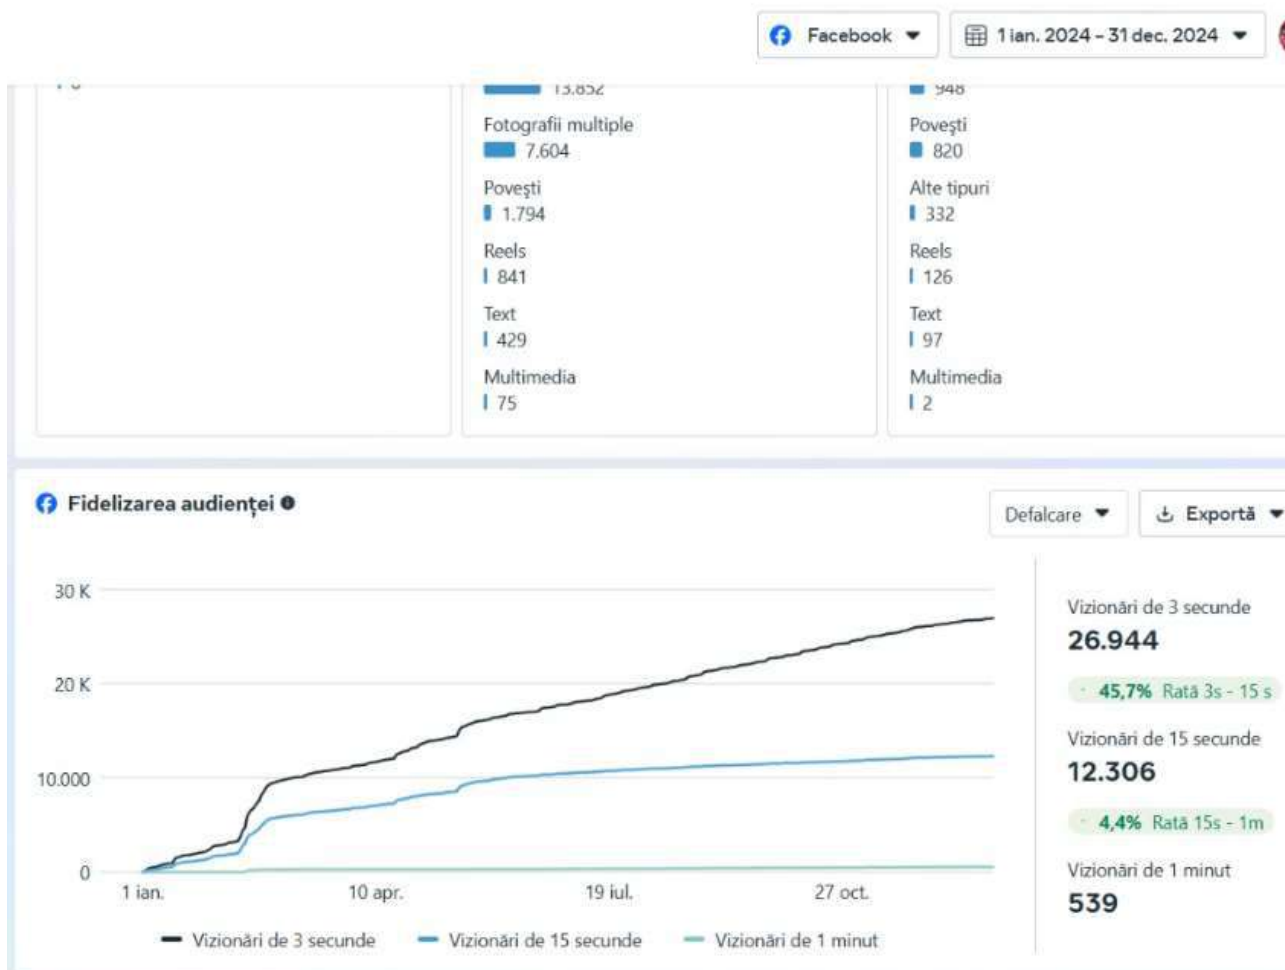 Facebook
1 ian. 2024 – 31 dec. 2024
13.852
948
Fotografii multiple
7.604
Povești
820
Povești
1.794
Alte tipuri
332
Reels
841
Reels
126
Text
429
Text
97
Multimedia
75
Multimedia
2
Fidelizarea audienței
Defalcare
Exportă
30 K
20 K
10.000
0
1 ian.
10 apr.
19 iul.
27 oct.
Vizionări de 3 secunde
Vizionări de 15 secunde
Vizionări de 1 minut
Vizionări de 3 secunde
26.944
45,7% Rată 3s - 15 s
Vizionări de 15 secunde
12.306
4,4% Rată 15s - 1m
Vizionări de 1 minut
539